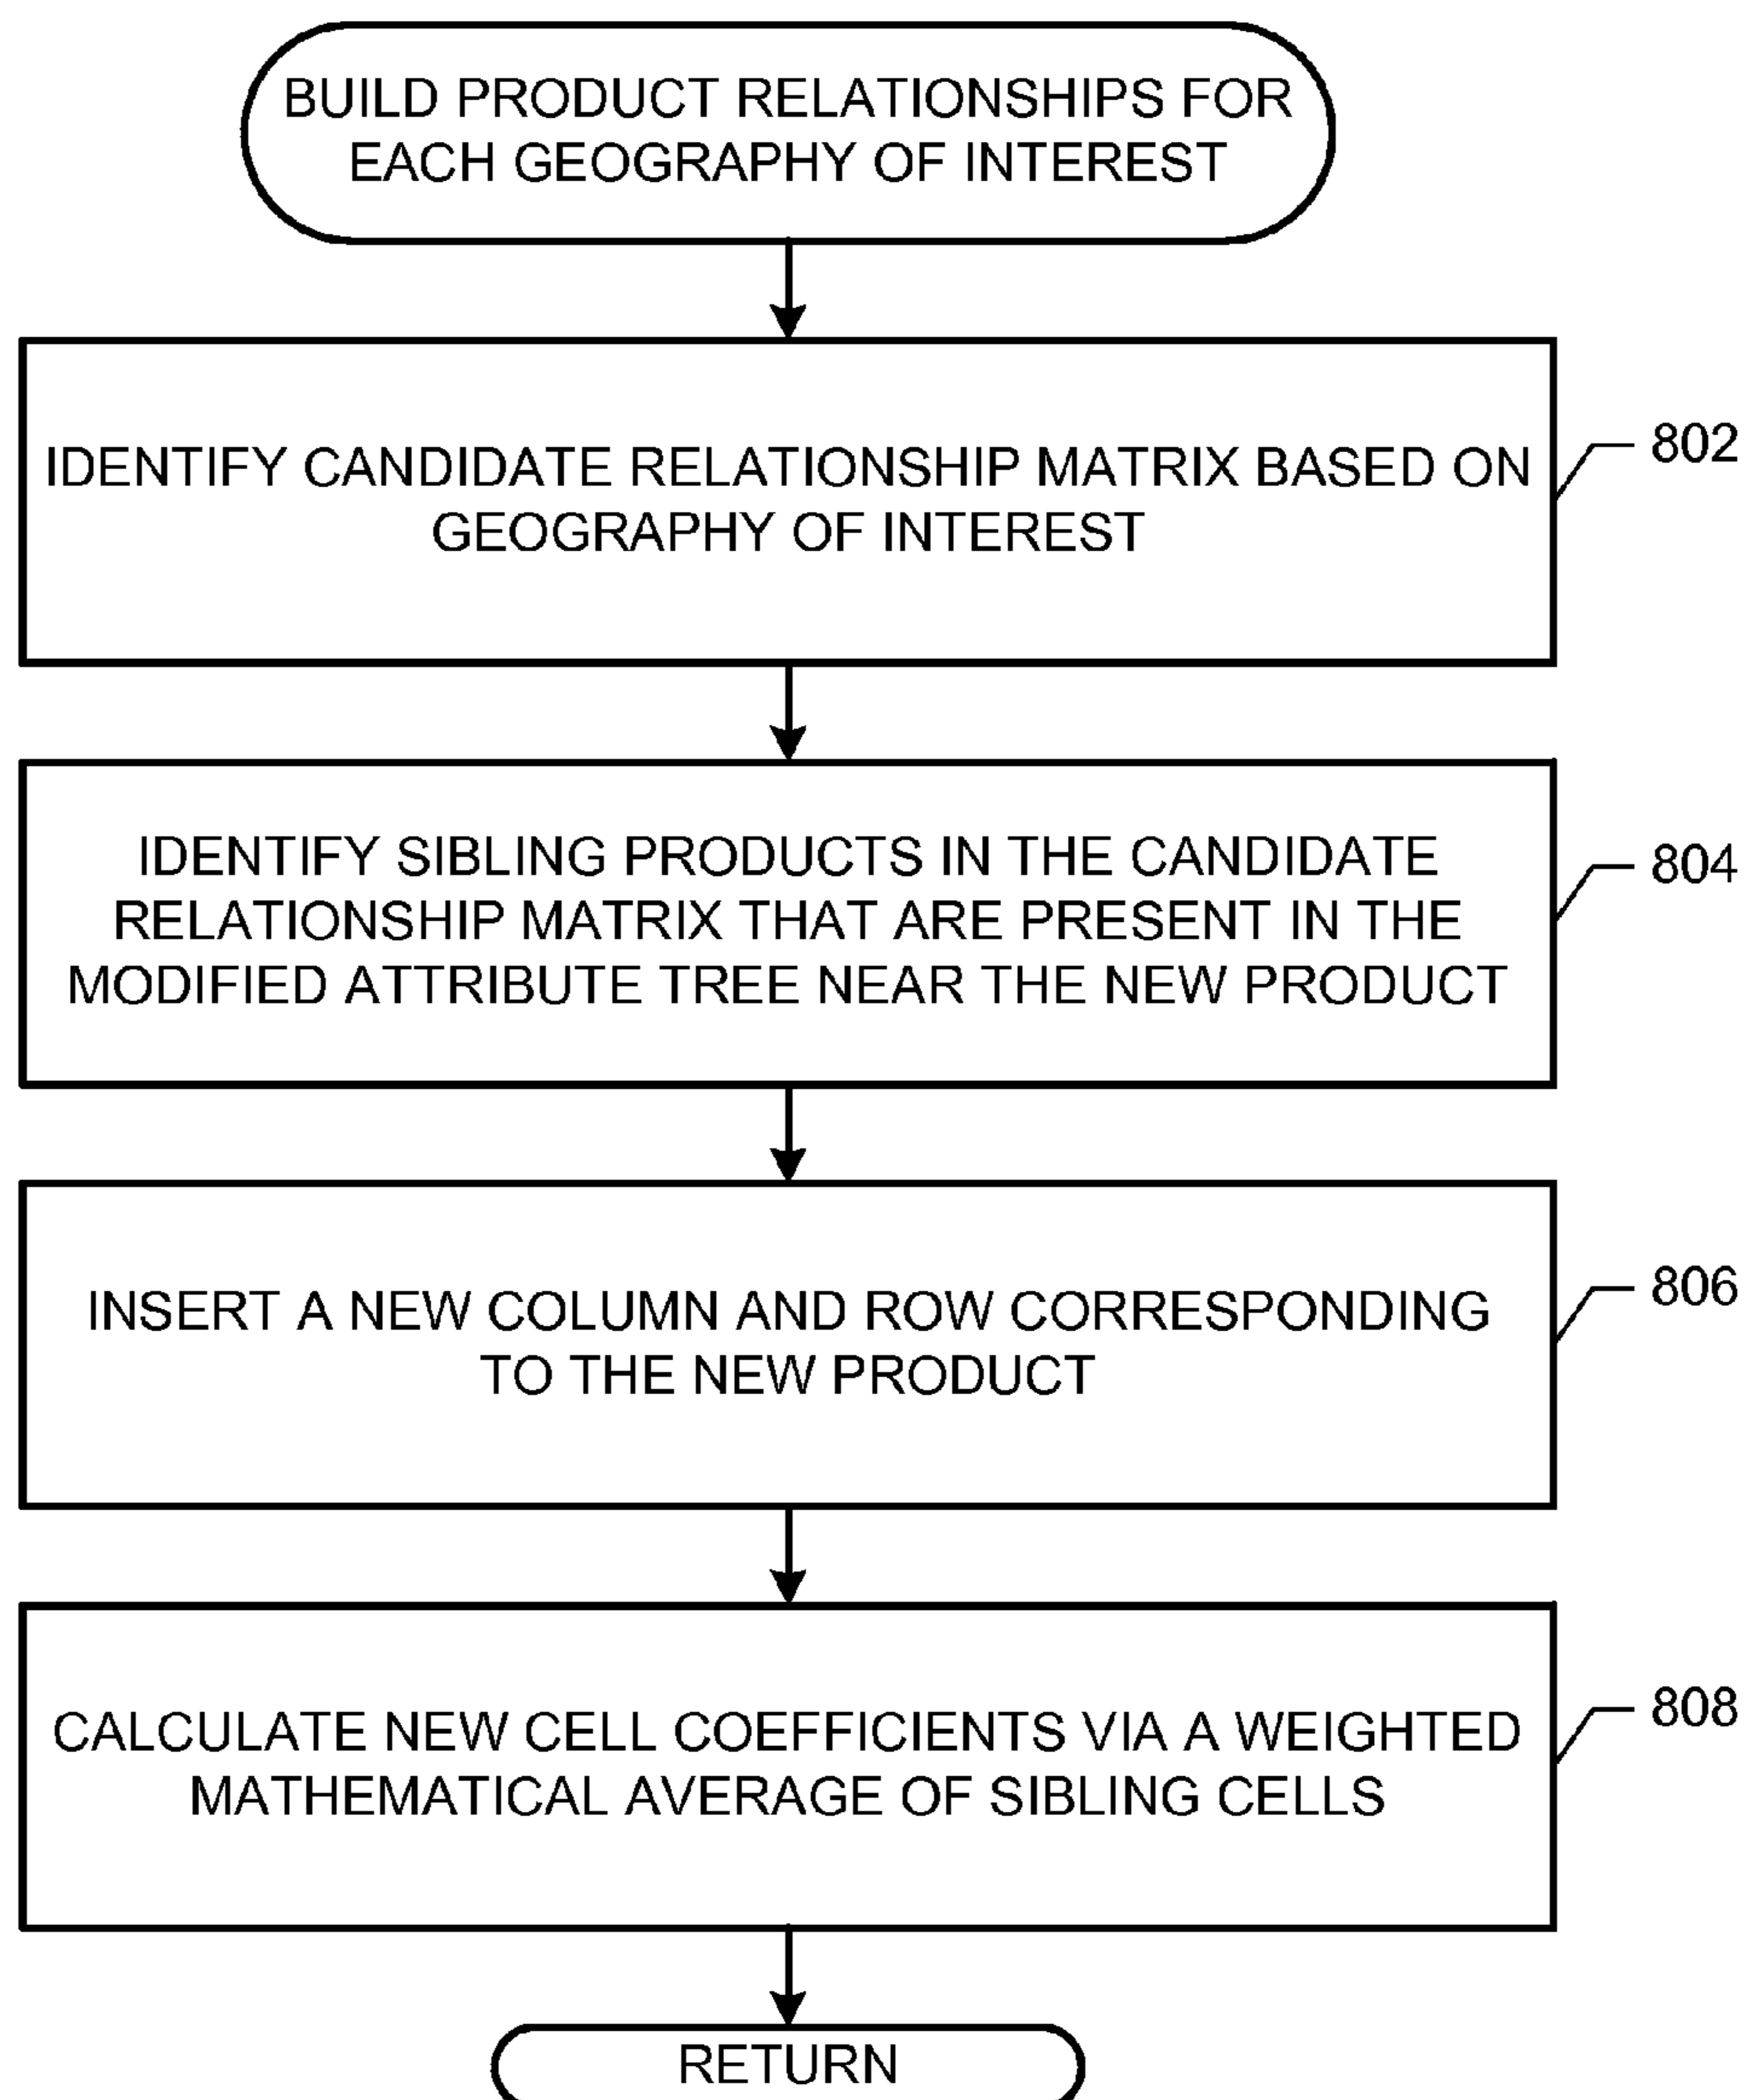 BUILD PRODUCT RELATIONSHIPS FOR
EACH GEOGRAPHY OF INTEREST
IDENTIFY CANDIDATE RELATIONSHIP MATRIX BASED ON
GEOGRAPHY OF INTEREST
802
IDENTIFY SIBLING PRODUCTS IN THE CANDIDATE
RELATIONSHIP MATRIX THAT ARE PRESENT IN THE
MODIFIED ATTRIBUTE TREE NEAR THE NEW PRODUCT
804
INSERT A NEW COLUMN AND ROW CORRESPONDING
TO THE NEW PRODUCT
806
CALCULATE NEW CELL COEFFICIENTS VIA A WEIGHTED
MATHEMATICAL AVERAGE OF SIBLING CELLS
808
RETURN